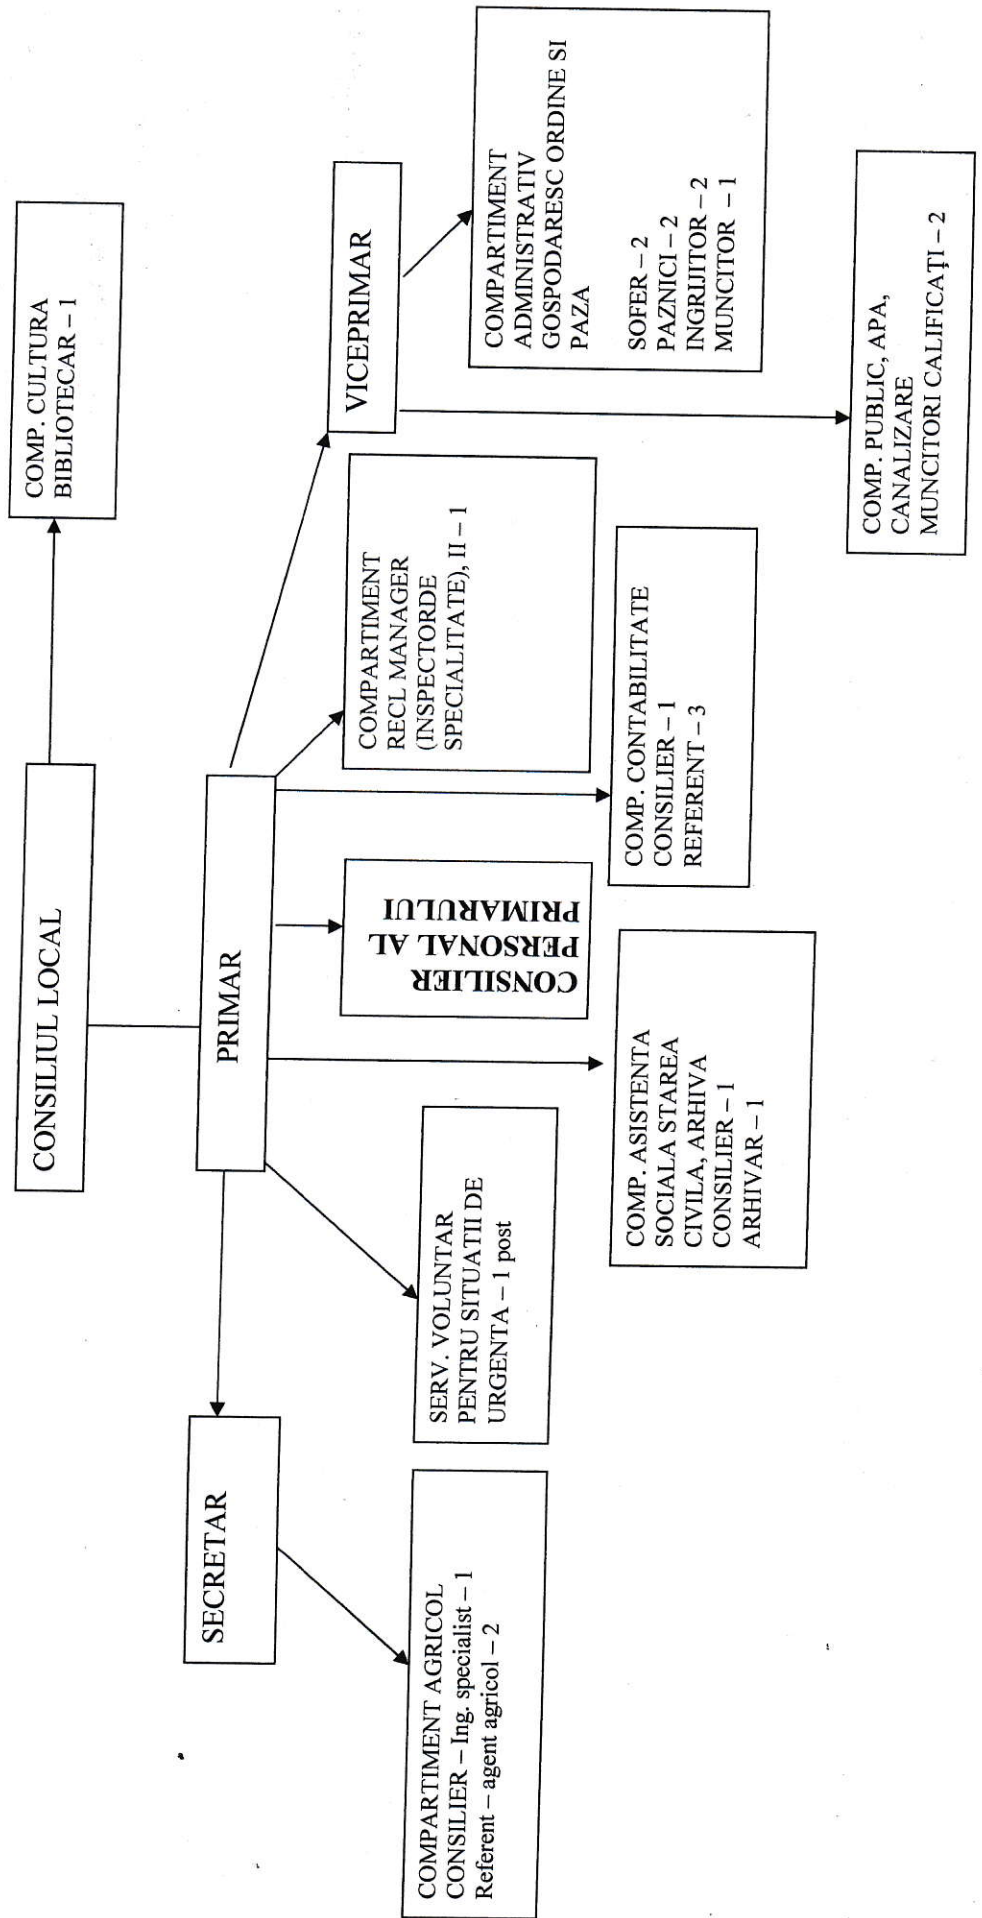 CONSILIUL LOCAL
COMP. CULTURA
BIBLIOTECAR – 1
PRIMAR
SECRETAR
VICEPRIMAR
COMPARTIMENT AGRICOL
CONSILIER – Ing. specialist – 1
Referent – agent agricol – 2
SERV. VOLUNTAR
PENTRU SITUATII DE
URGENTA – 1 post
CONSILIER
PERSONAL AL
PRIMARULUI
COMPARTIMENT
RECL MANAGER
(INSPECTORDE
SPECIALITATE), II – 1
COMPARTIMENT
ADMINISTRATIV
GOSPODARESC ORDINE SI
PAZA
SOFER – 2
PAZNICI – 2
INGRIJITOR – 2
MUNCITOR – 1
COMP. ASISTENTA
SOCIALA STAREA
CIVILA, ARHIVA
CONSILIER – 1
ARHIVAR – 1
COMP. CONTABILITATE
CONSILIER – 1
REFERENT – 3
COMP. PUBLIC, APA,
CANALIZARE
MUNCITORI CALIFICAŢI – 2